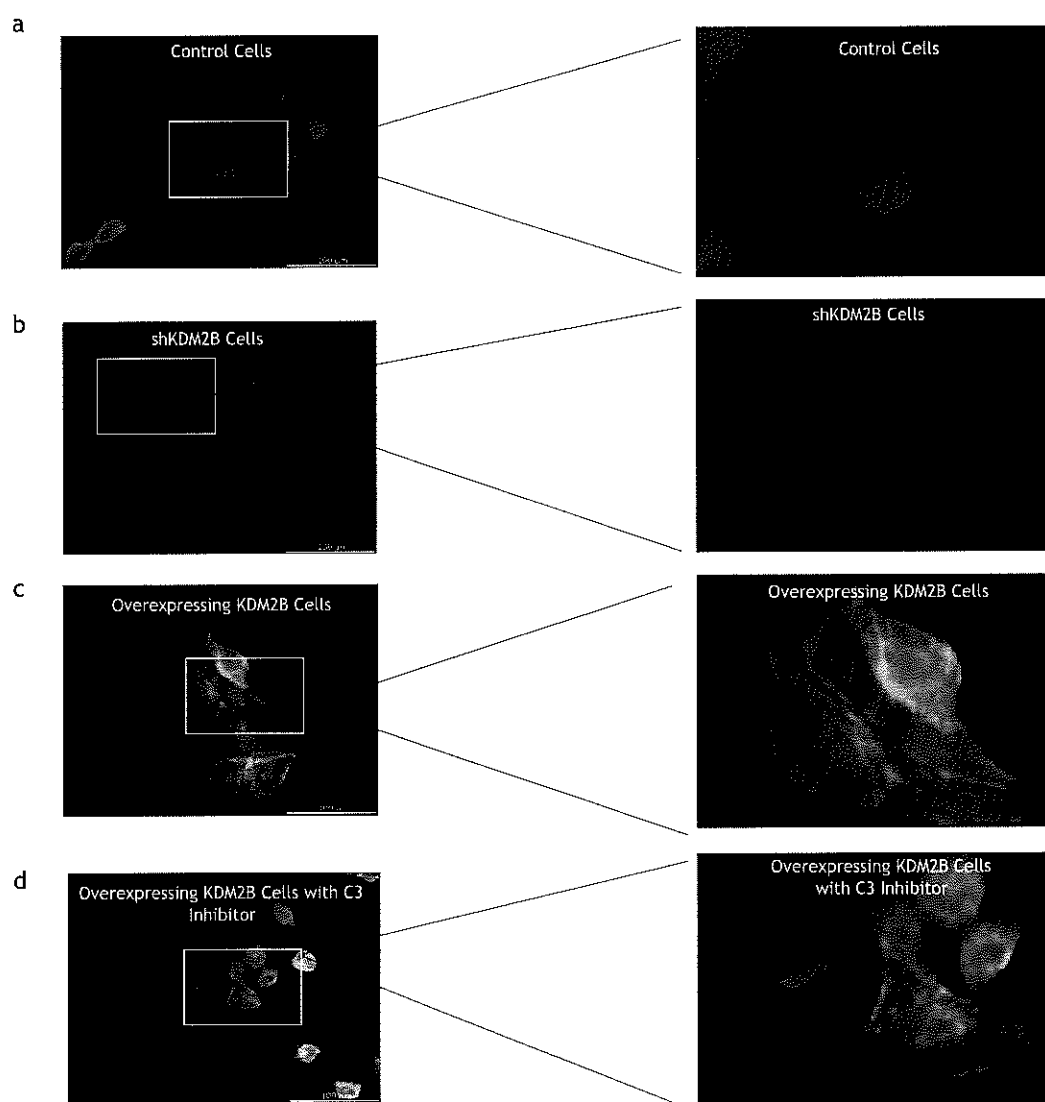 a
Control Cells
Control Cells
b
shKDM2B Cells
shKDM2B Cells
c
Overexpressing KDM2B Cells
Overexpressing KDM2B Cells
d
Overexpressing KDM2B Cells with C3
Inhibitor
Overexpressing KDM2B Cells
with C3 Inhibitor